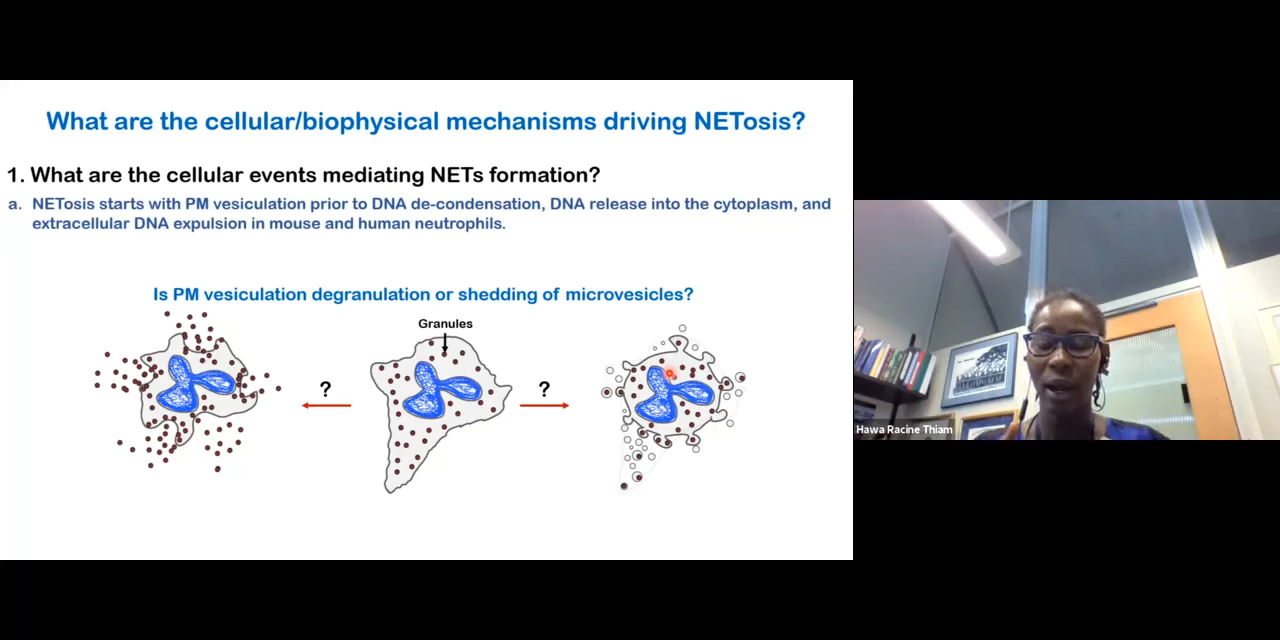 What are the cellular/biophysical mechanisms driving NETosis?
1. What are the cellular events mediating NETs formation?
a. NETosis starts with PM vesiculation prior to DNA de-condensation, DNA release into the cytoplasm, and
extracellular DNA expulsion in mouse and human neutrophils.
Is PM vesiculation degranulation or shedding of microvesicles?
Granules
?
?
Hawa Racine Thiam